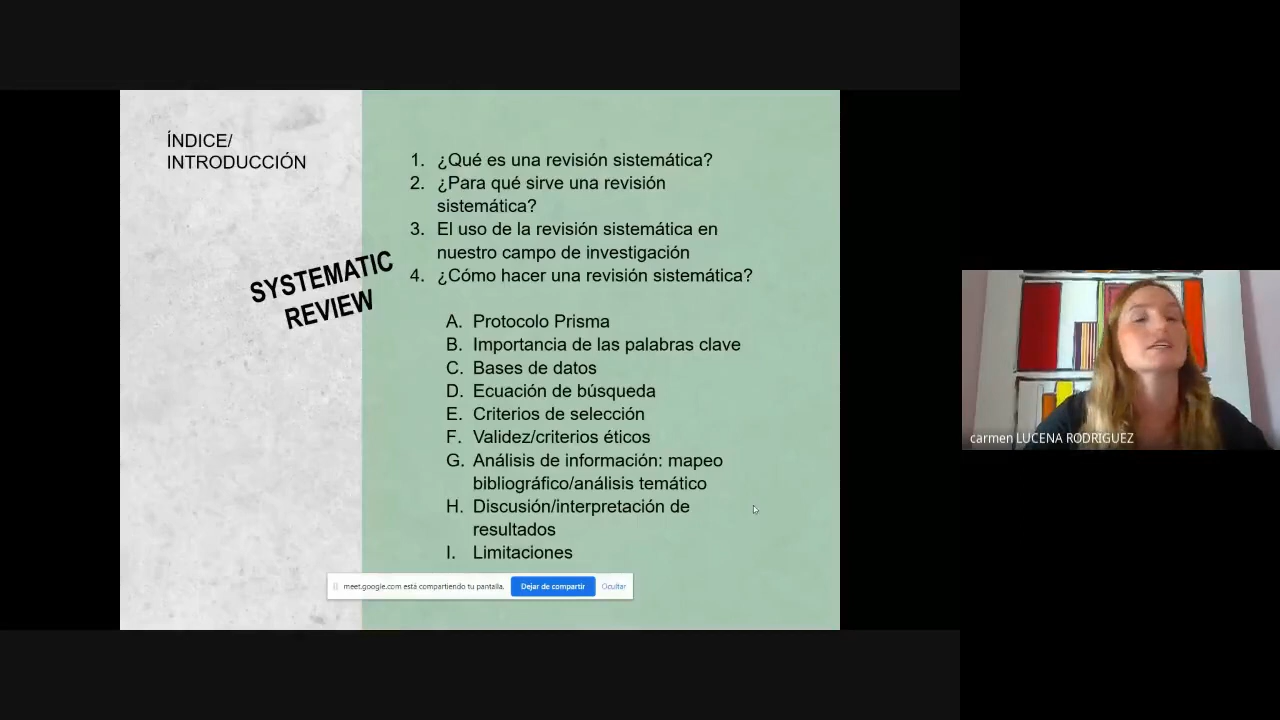 ÍNDICE/
INTRODUCCIÓN
SYSTEMATIC
REVIEW
1. ¿Qué es una revisión sistemática?
2. ¿Para qué sirve una revisión
sistemática?
3. El uso de la revisión sistemática en
nuestro campo de investigación
4. ¿Cómo hacer una revisión sistemática?
A. Protocolo Prisma
B. Importancia de las palabras clave
C. Bases de datos
D. Ecuación de búsqueda
E. Criterios de selección
F. Validez/criterios éticos
G. Análisis de información: mapeo
bibliográfico/análisis temático
H. Discusión/interpretación de
resultados
I. Limitaciones
meet.google.com está compartiendo tu pantalla.
Dejar de compartir
Ocultar
carmen LUCENA RODRIGUEZ